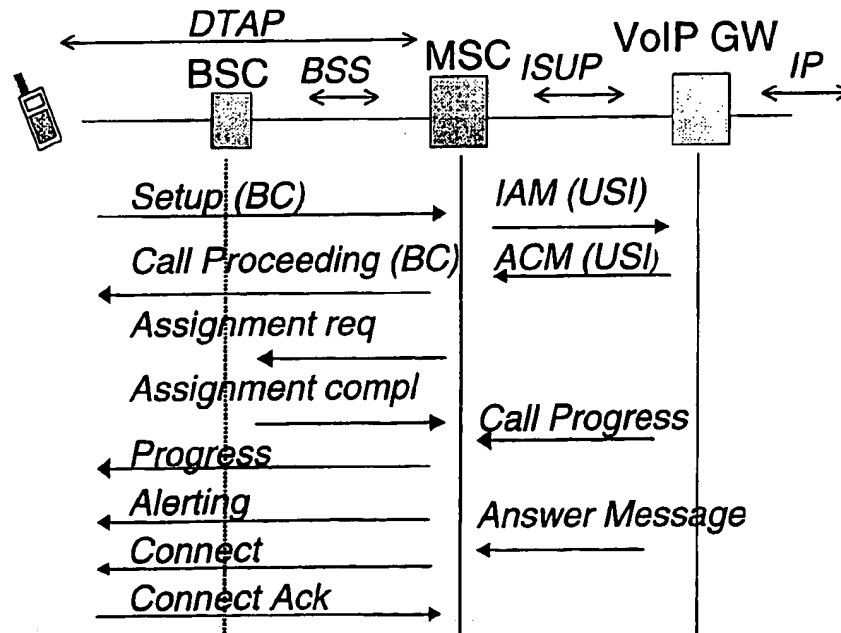 DTAP
VoIP GW
BSC
BSS
MSC
ISUP
IP
Setup (BC)
IAM (USI)
Call Proceeding (BC)
ACM (USI)
Assignment req
Assignment compl
Call Progress
Progress
Alerting
Answer Message
Connect
Connect Ack